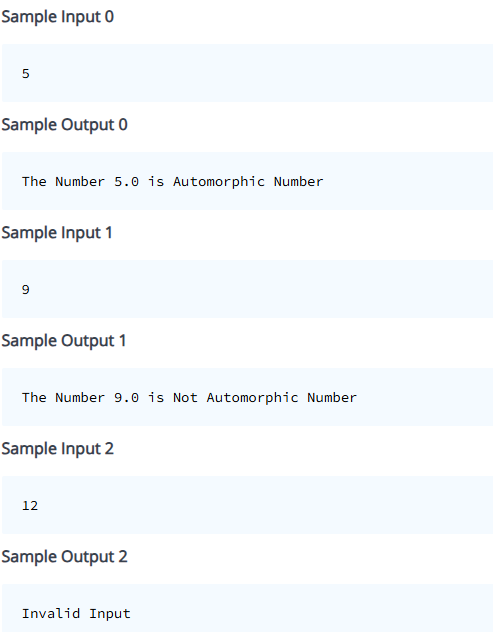 Sample Input 0
5
Sample Output 0
The Number 5.0 is Automorphic Number
Sample Input 1
9
Sample Output 1
The Number 9.0 is Not Automorphic Number
Sample Input 2
12
Sample Output 2
Invalid Input